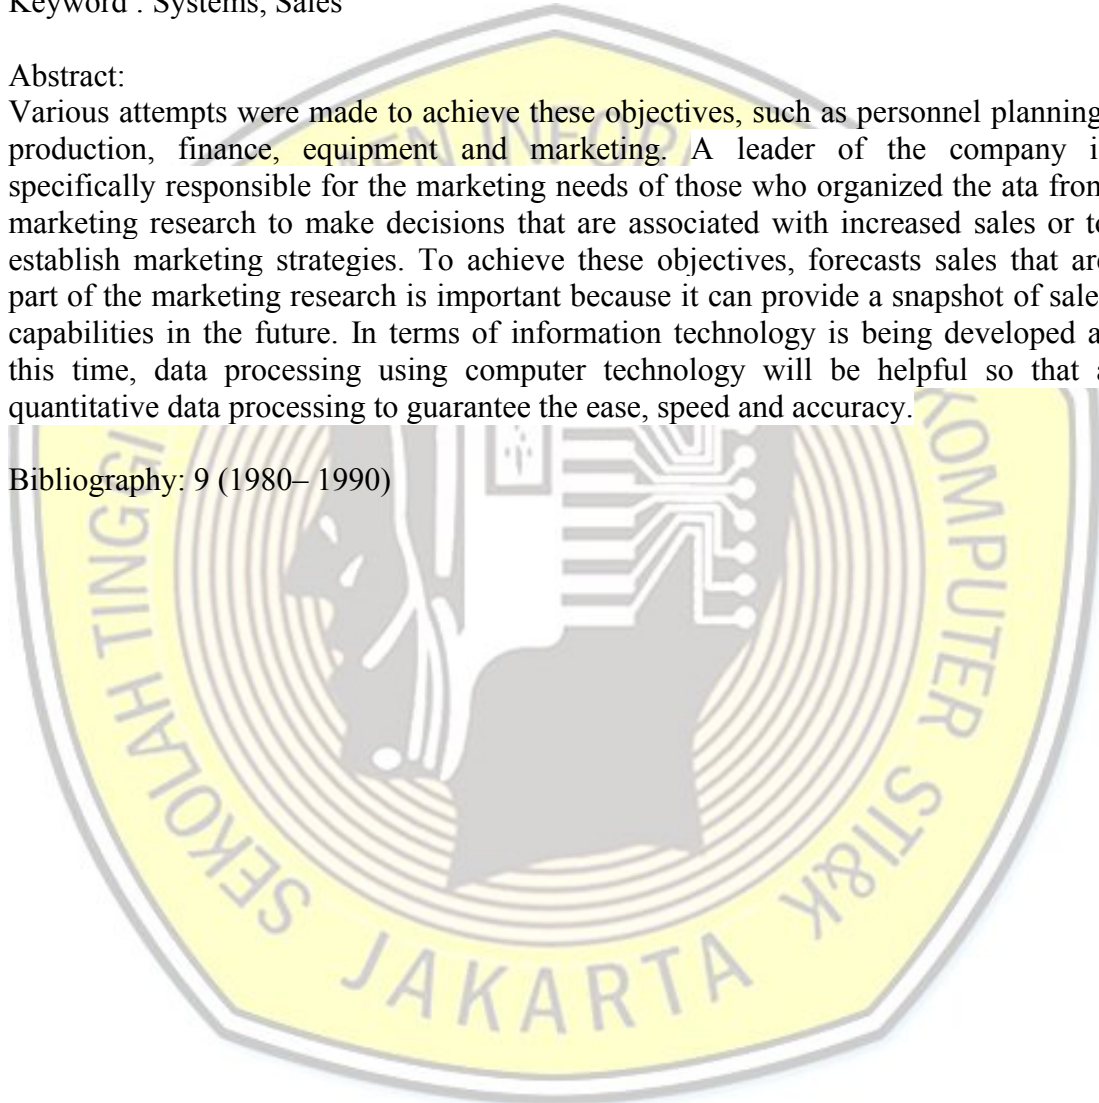 Keyword : Systems, Sales
Abstract:
Various attempts were made to achieve these objectives, such as personnel planning
production, finance, equipment and marketing. A leader of the company i
specifically responsible for the marketing needs of those who organized the ata from
marketing research to make decisions that are associated with increased sales or to
establish marketing strategies. To achieve these objectives, forecasts sales that are
part of the marketing research is important because it can provide a snapshot of sale
capabilities in the future. In terms of information technology is being developed a
this time, data processing using computer technology will be helpful so that a
quantitative data processing to guarantee the ease, speed and accuracy.
Bibliography: 9 (1980– 1990)
SEKOLAH TINGGI
KOMPUTER STI&K
JAKARTA